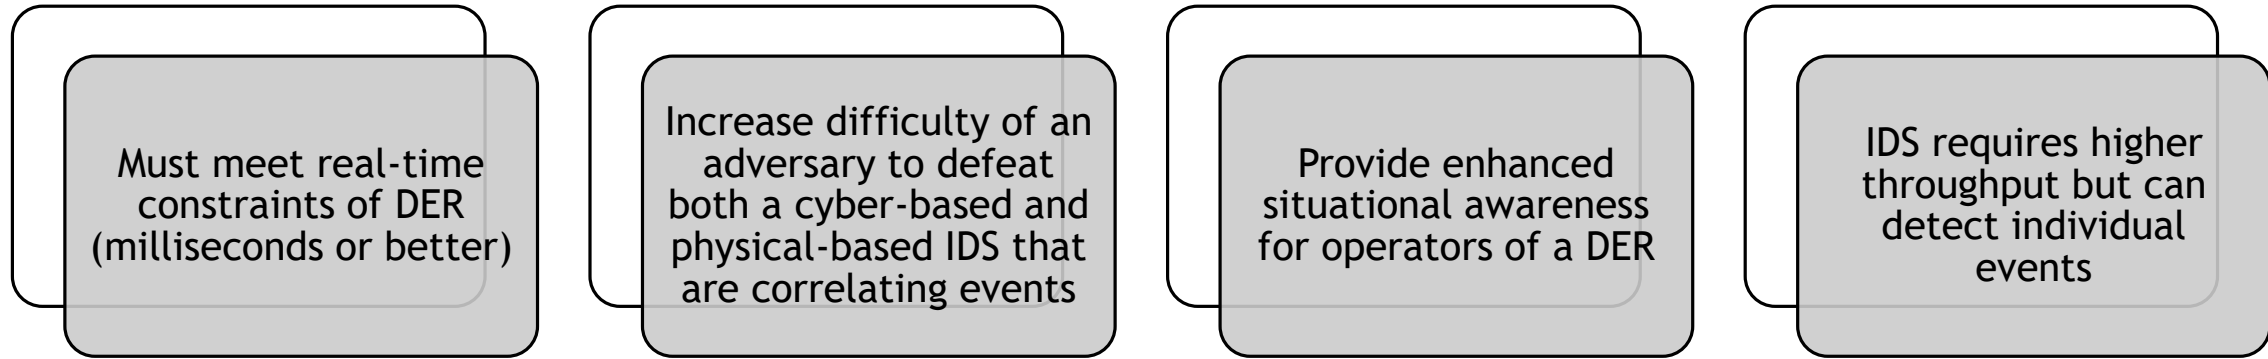 Must meet real-time
constraints of DER
(milliseconds or better)
Increase difficulty of an
adversary to defeat
both a cyber-based and
physical-based IDS that
are correlating events
Provide enhanced
situational awareness
for operators of a DER
IDS requires higher
throughput but can
detect individual
events